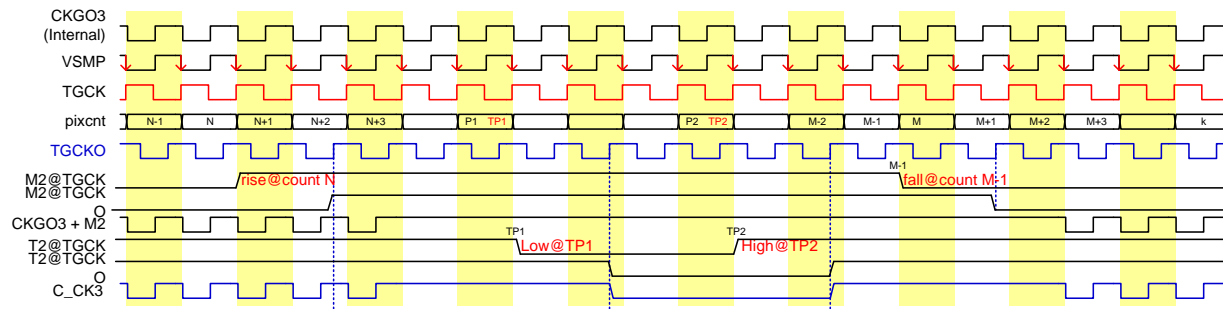 CKGO3
(Internal)
VSMP
TGCK
pixcnt N-1 N N+1 N+2 N+3 P1 TP1 P2 TP2 M-2 M-1 M M+1 M+2 M+3 k
TGCKO
M-1
M2@TGCK rise@count N fall@count M-1
M2@TGCK
O
CKGO3 + M2
TP1 TP2
T2@TGCK Low@TP1 High@TP2
T2@TGCK
O
C_CK3